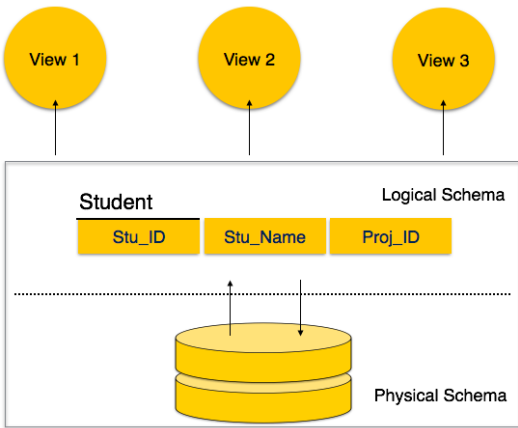 View 1
View 2
View 3
Logical Schema
Student
Stu_ID
Stu_Name
Proj_ID
Physical Schema